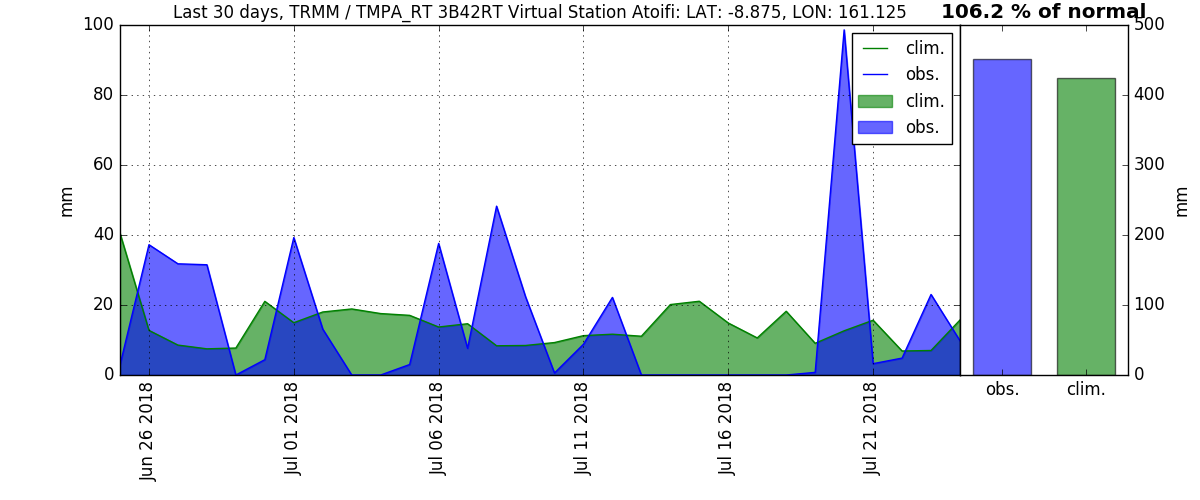 Last 30 days, TRMM / TMPA_RT 3B42RT Virtual Station Atoifi: LAT: -8.875, LON: 161.125
106.2 % of normal
100
80
60
40
20
0
mm
clim.
obs.
clim.
obs.
500
400
300
200
100
0
mm
obs.
clim.
Jun 26 2018
Jul 01 2018
Jul 06 2018
Jul 11 2018
Jul 16 2018
Jul 21 2018